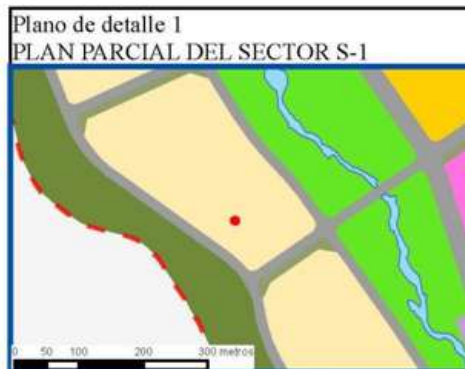 Plano de detalle 1
PLAN PARCIAL DEL SECTOR S-1
0 50 100 200 300 metros